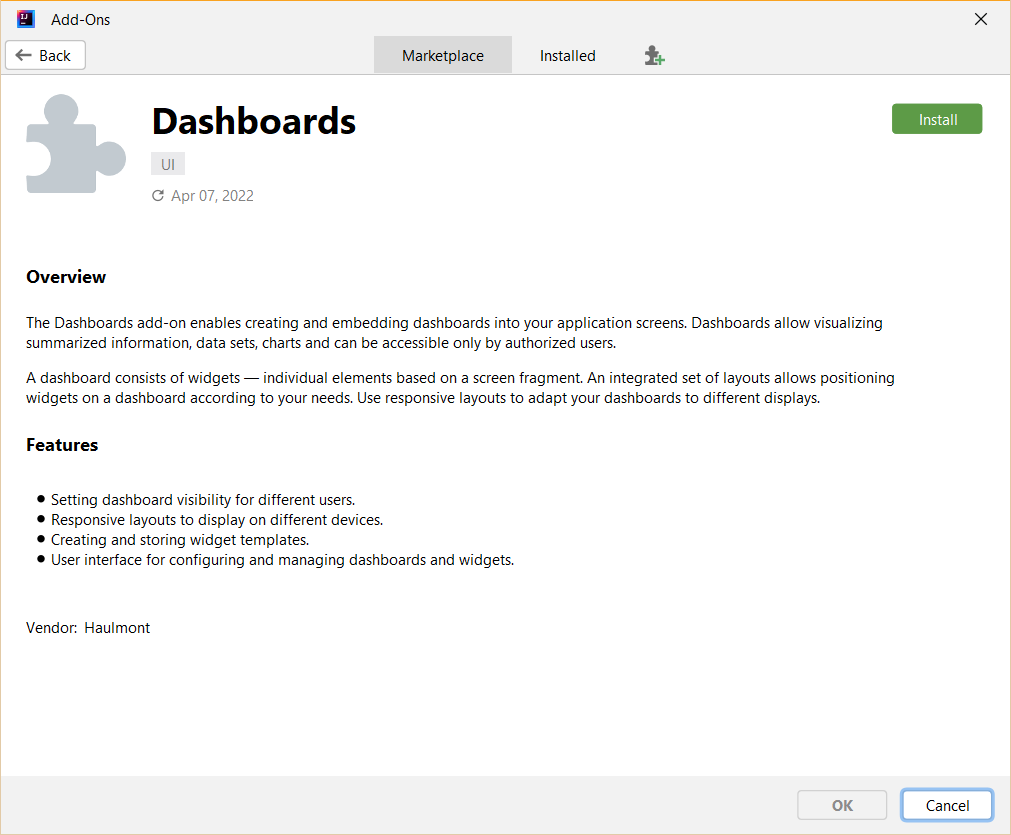 Add-Ons
Back
Marketplace
Installed
Dashboards
Install
UI
Apr 07, 2022
Overview
The Dashboards add-on enables creating and embedding dashboards into your application screens. Dashboards allow visualizing
summarized information, data sets, charts and can be accessible only by authorized users.
A dashboard consists of widgets — individual elements based on a screen fragment. An integrated set of layouts allows positioning
widgets on a dashboard according to your needs. Use responsive layouts to adapt your dashboards to different displays.
Features
● Setting dashboard visibility for different users.
● Responsive layouts to display on different devices.
● Creating and storing widget templates.
● User interface for configuring and managing dashboards and widgets.
Vendor: Haulmont
OK
Cancel